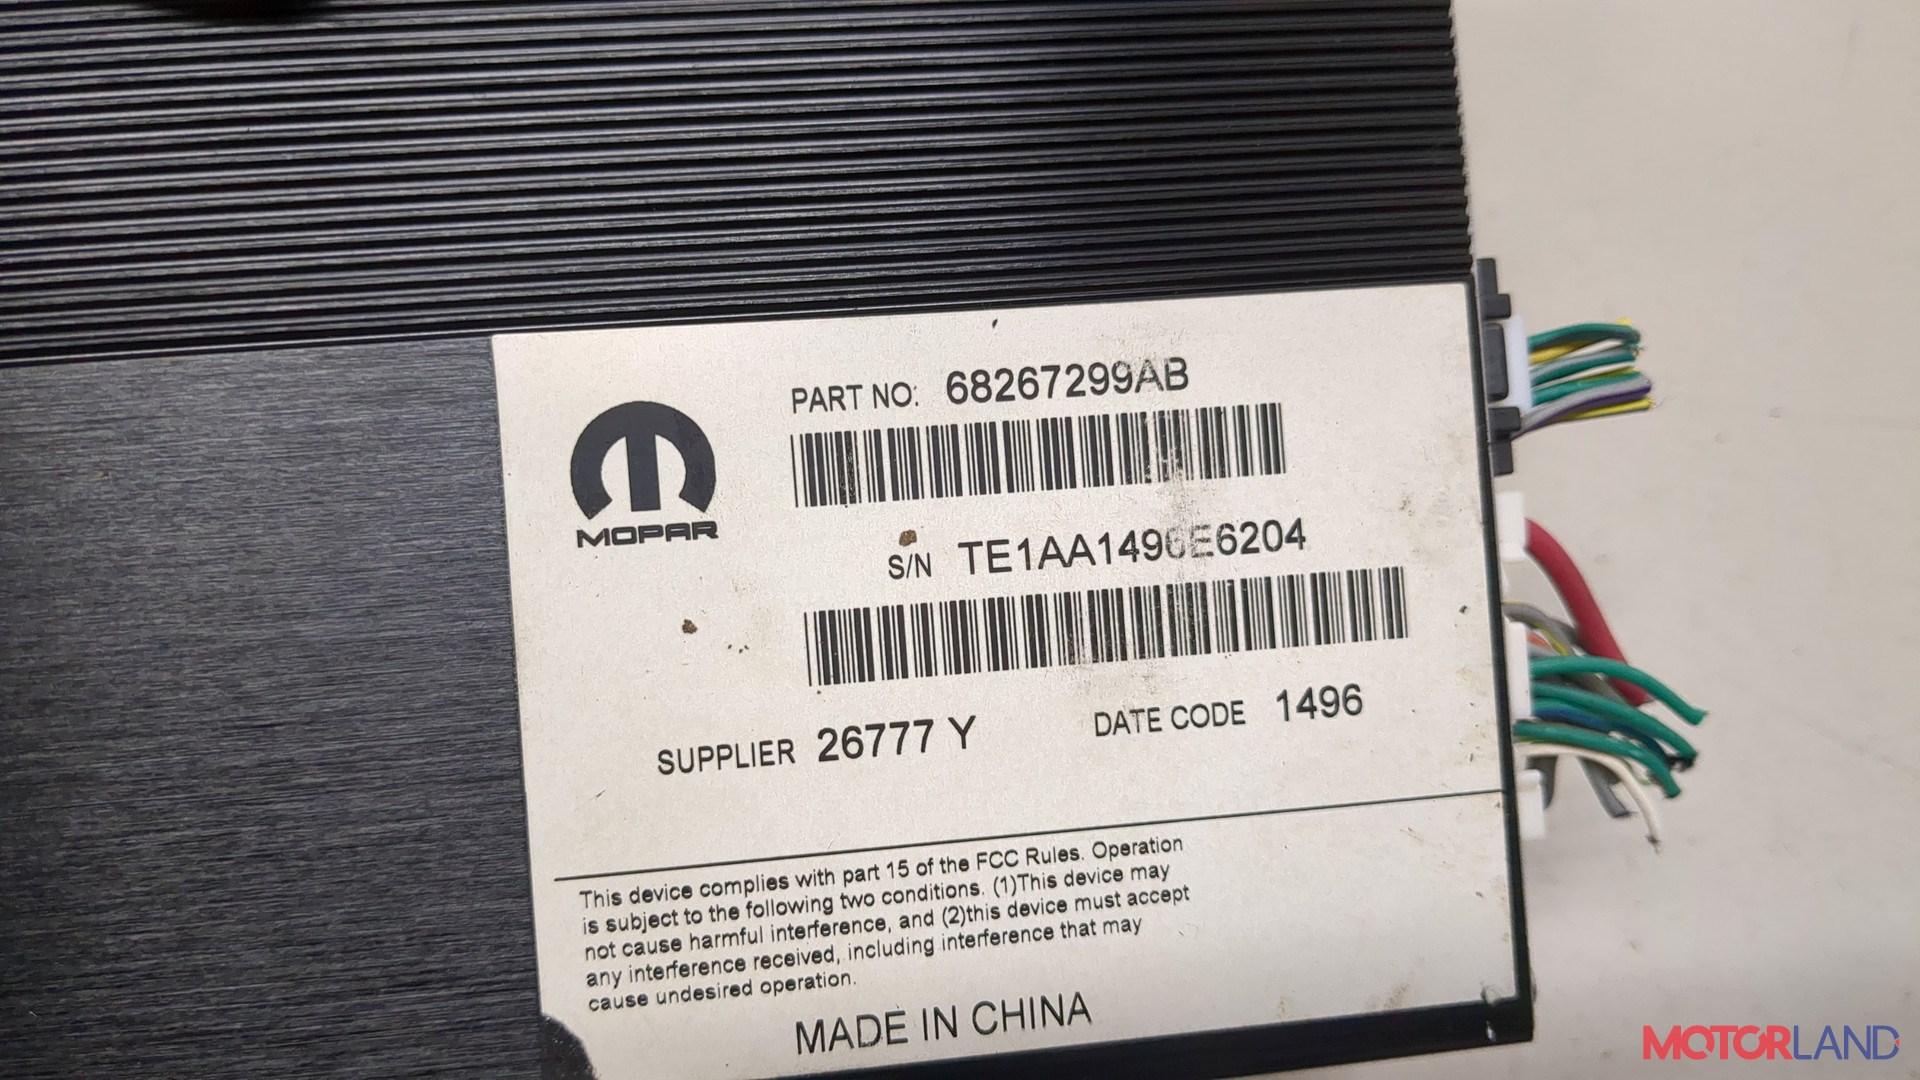 PART NO: 68267299AB
MOPAR
S/N TE1AA1496E6204
SUPPLIER 26777 Y DATE CODE 1496
This device complies with part 15 of the FCC Rules. Operation
is subject to the following two conditions. (1)This device may
not cause harmful interference, and (2)this device must accept
any interference received, including interference that may
cause undesired operation.
MADE IN CHINA
MOTORLAND